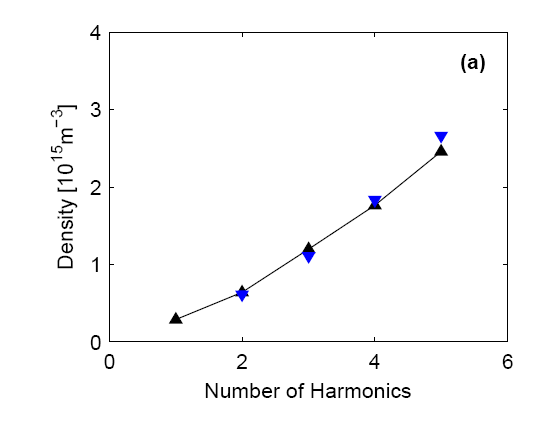 (a)
4
3
2
1
0
Density [10¹⁵m⁻³]
0 2 4 6
Number of Harmonics